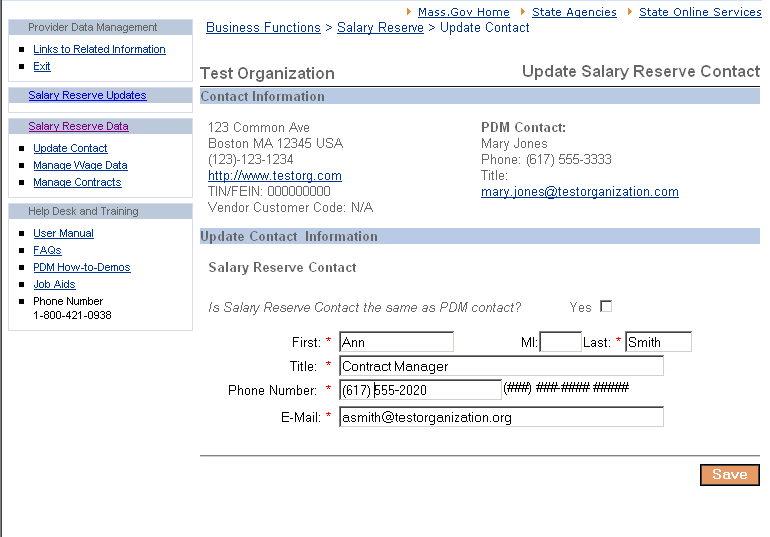 Mass.Gov Home State Agencies State Online Services
Business Functions > Salary Reserve > Update Contact
Provider Data Management
Links to Related Information
Exit
Salary Reserve Updates
Salary Reserve Data
Update Contact
Manage Wage Data
Manage Contracts
Help Desk and Training
User Manual
FAQs
PDM How-to-Demos
Job Aids
Phone Number
1-800-421-0938
Test Organization
Update Salary Reserve Contact
Contact Information
123 Common Ave
Boston MA 12345 USA
(123)-123-1234
http://www.testorg.com
TIN/FEIN: 000000000
Vendor Customer Code: N/A
PDM Contact:
Mary Jones
Phone: (617) 555-3333
Title:
mary.jones@testorganization.com
Update Contact Information
Salary Reserve Contact
Is Salary Reserve Contact the same as PDM contact? Yes
First: * Ann MI: Last: * Smith
Title: * Contract Manager
Phone Number: * (617) 555-2020 (###) ### #### #####
E-Mail: * asmith@testorganization.org
Save